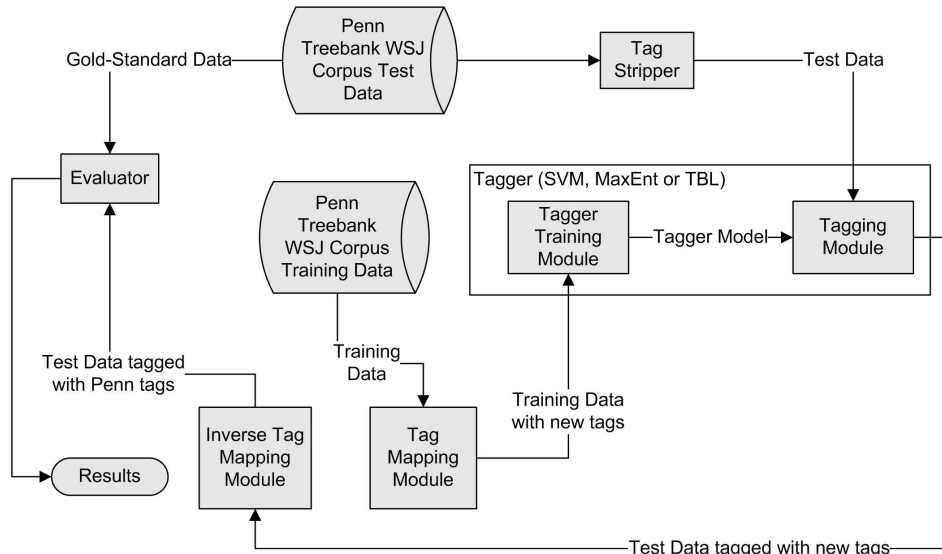 Penn
Treebank WSJ
Corpus Test
Data
Gold-Standard Data
Tag
Stripper
Test Data
Evaluator
Tagger (SVM, MaxEnt or TBL)
Penn
Treebank
WSJ Corpus
Training Data
Tagger
Training
Module
Tagger Model
Tagging
Module
Training
Data
Test Data tagged
with Penn tags
Training Data
with new tags
Inverse Tag
Mapping
Module
Tag
Mapping
Module
Results
Test Data tagged with new tags